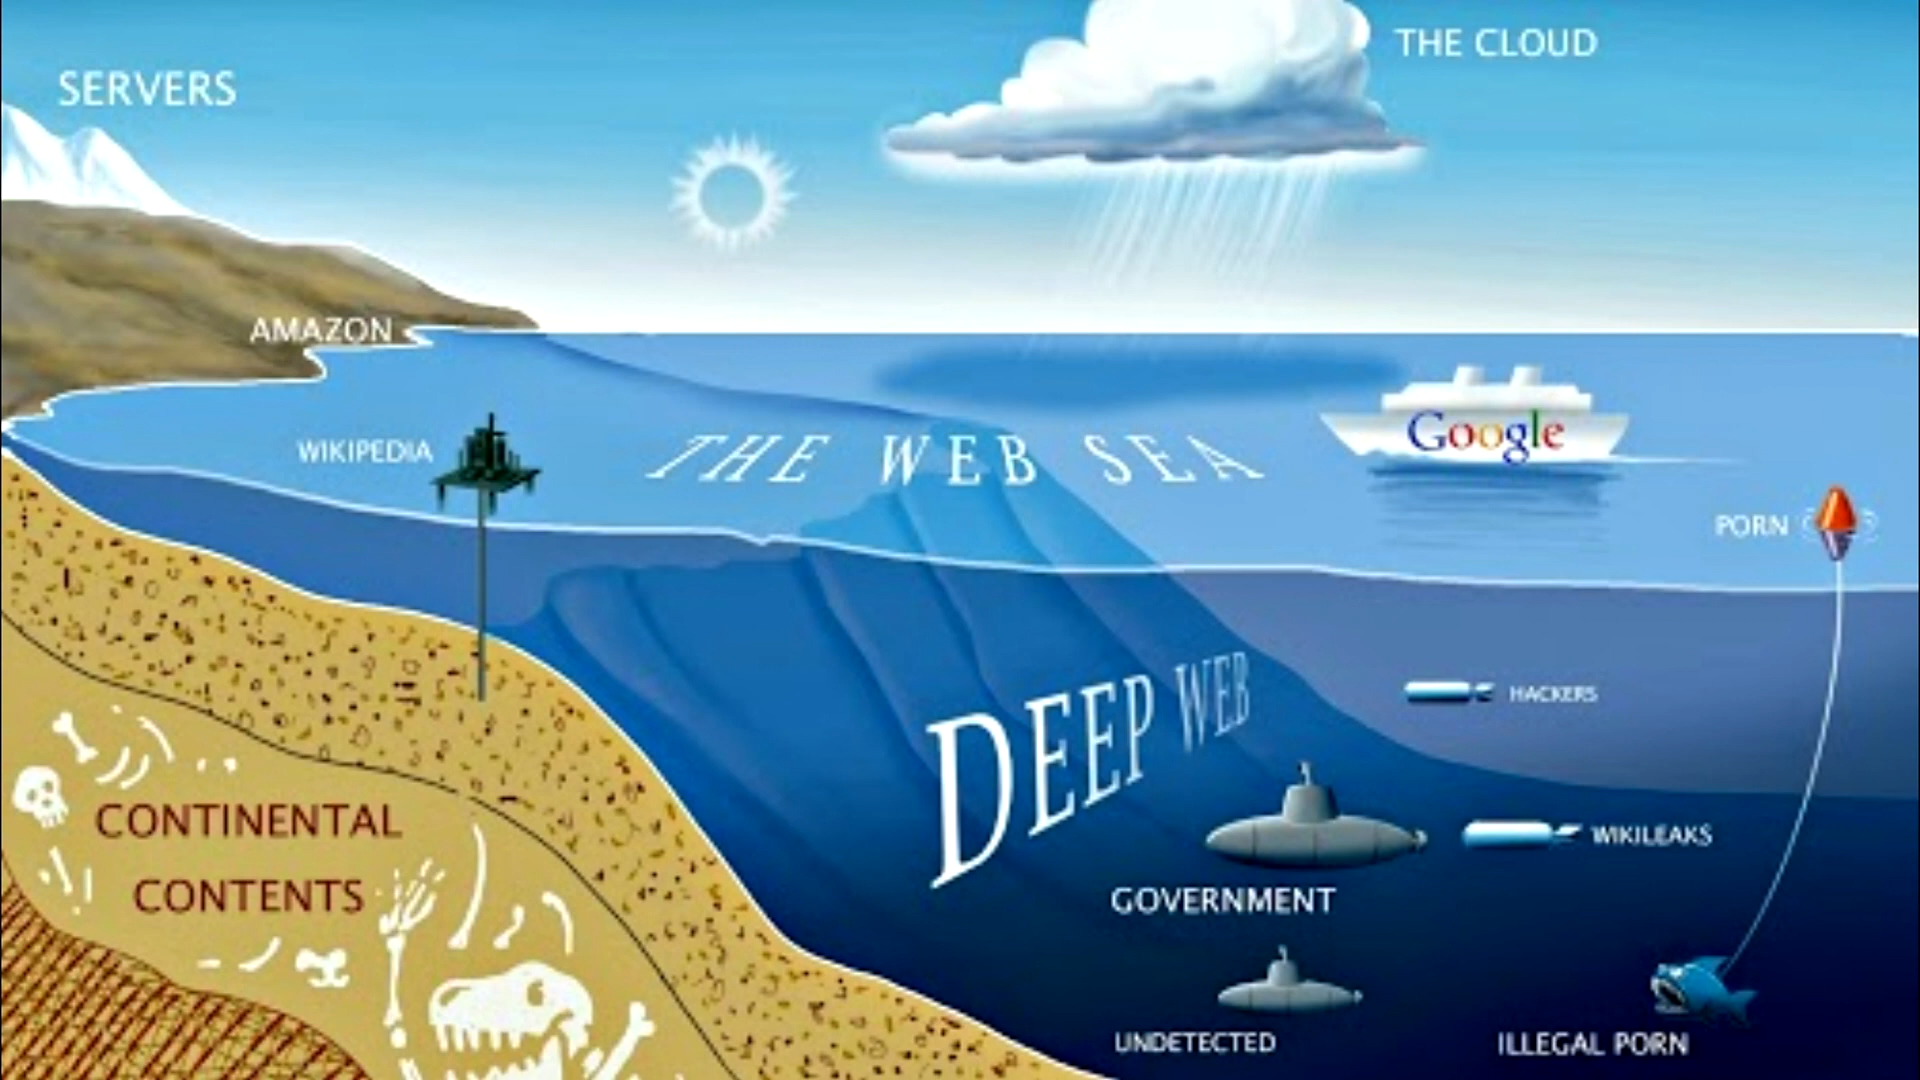 THE CLOUD
SERVERS
AMAZON
WIKIPEDIA
THE WEB SEA
Google
PORN
DEEP WEB
HACKERS
WIKILEAKS
CONTINENTAL
CONTENTS
GOVERNMENT
UNDETECTED
ILLEGAL PORN